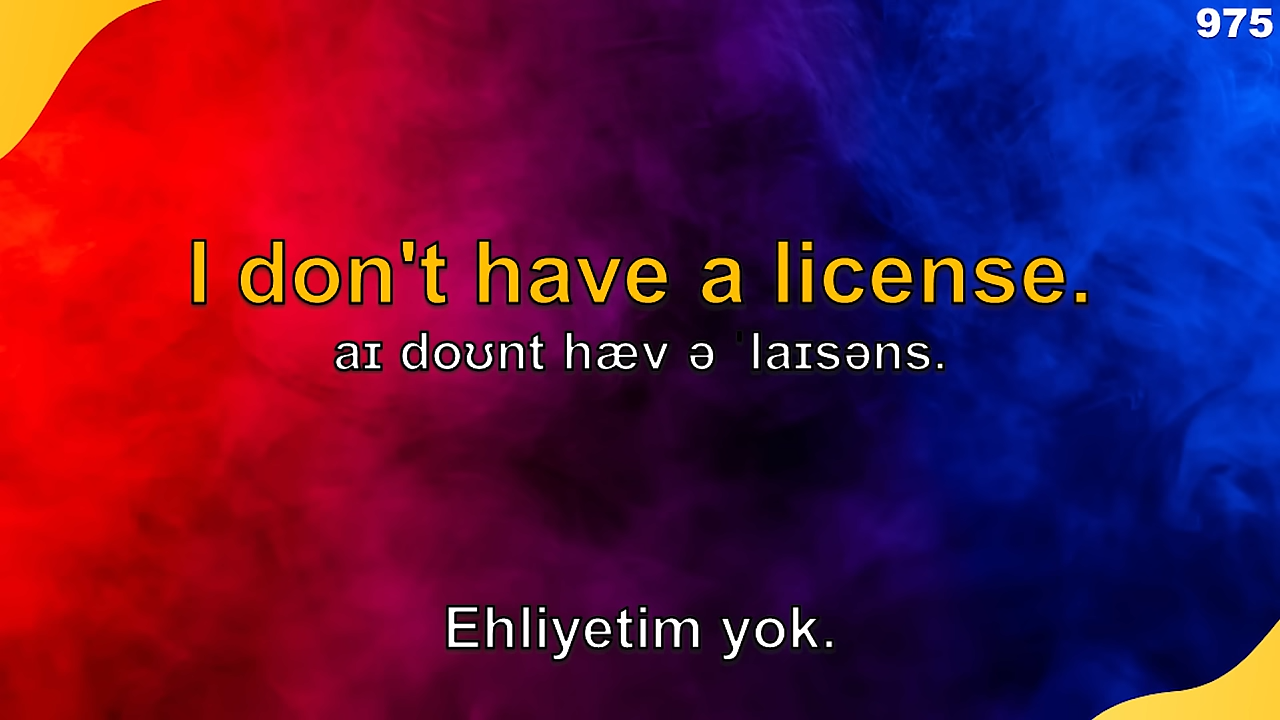 975
I don't have a license.
aɪ doʊnt hæv ə ˈlaɪsəns.
Ehliyetim yok.